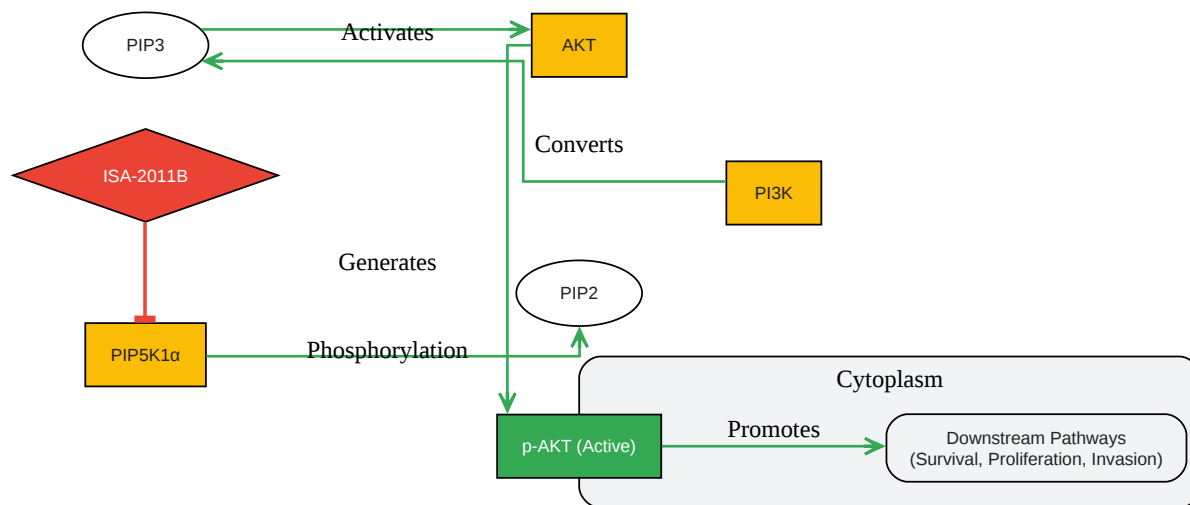 PIP3
Activates
AKT
Converts
ISA-2011B
PI3K
Generates
PIP2
PIP5K1α
Phosphorylation
Cytoplasm
p-AKT (Active)
Promotes
Downstream Pathways
(Survival, Proliferation, Invasion)